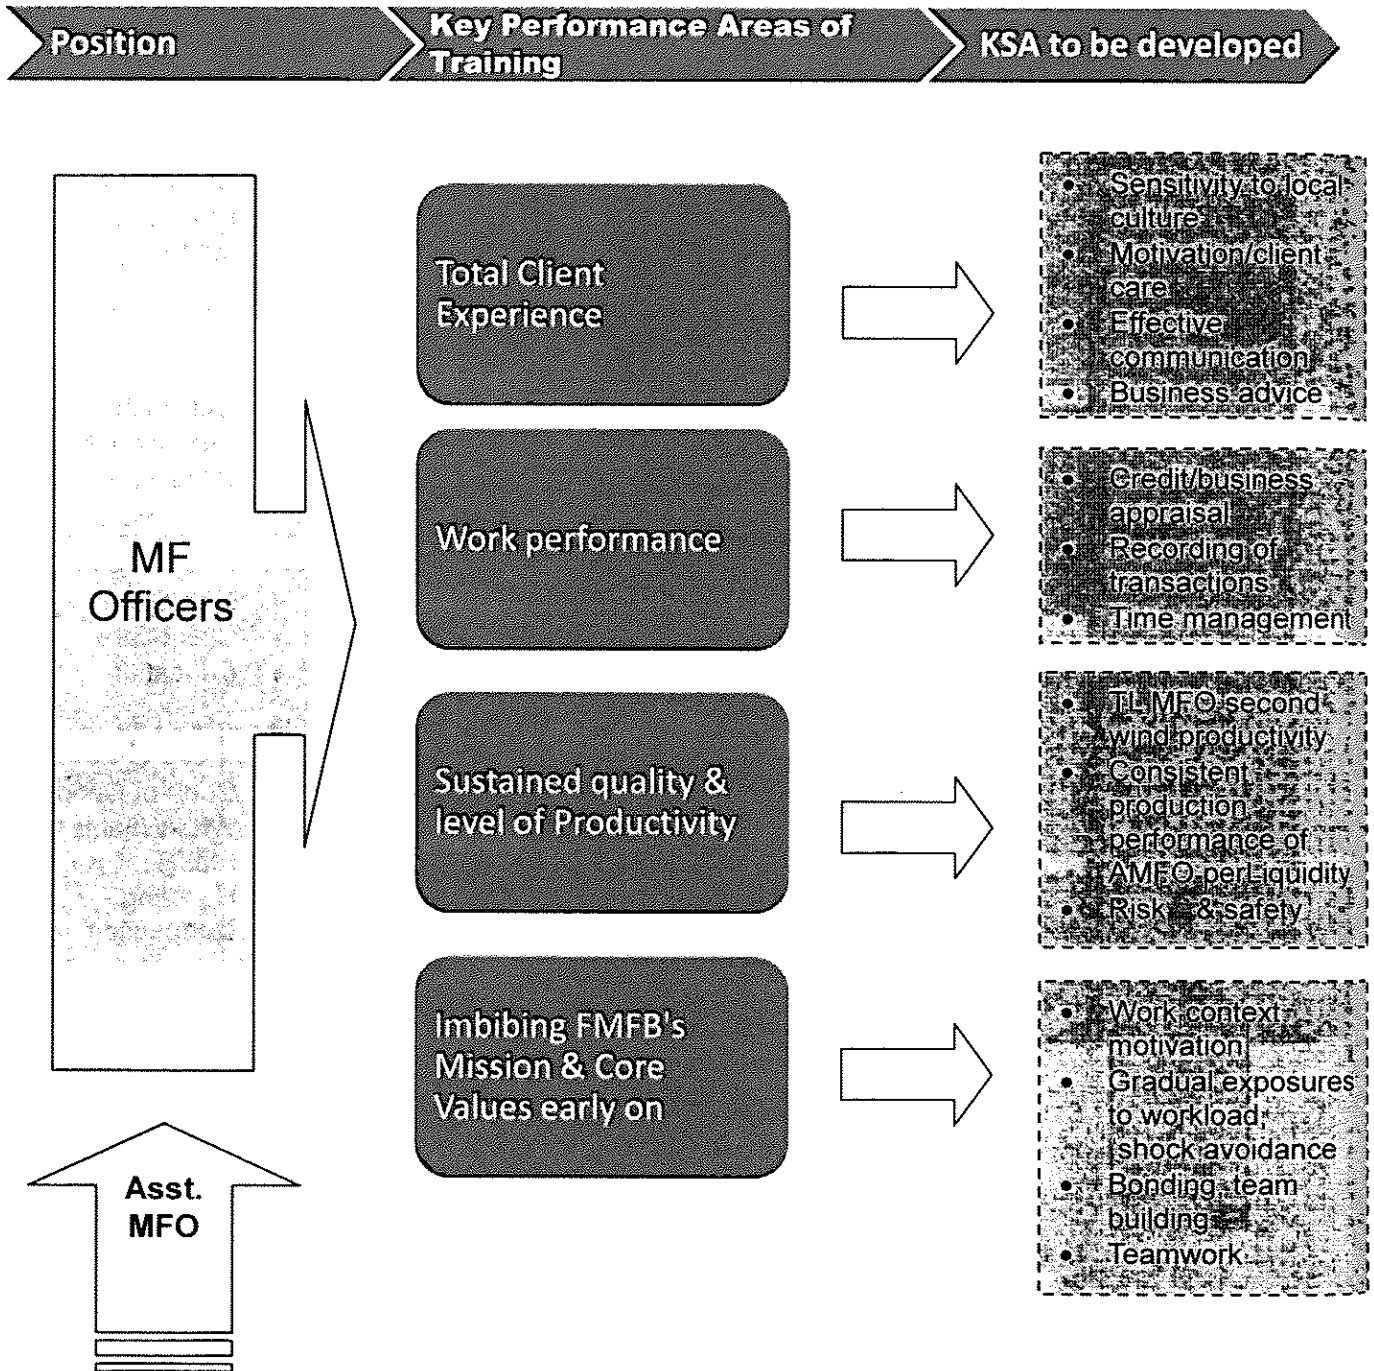 Position
Key Performance Areas of
Training
KSA to be developed
MF
Officers
Asst.
MFO
Total Client
Experience
• Sensitivity to local
culture
• Motivation/client
care
• Effective
communication
• Business advice
Work performance
• Credit/business
appraisal
• Recording of
transactions
• Time management
Sustained quality &
level of Productivity
• TL MFO second
wind productivity
• Consistent
production
performance of
AMFO perLiquidity
• Risk & safety
Imbibing FMFB's
Mission & Core
Values early on
• Work context
motivation
• Gradual exposures
to workload,
shock avoidance
• Bonding, team
building
• Teamwork